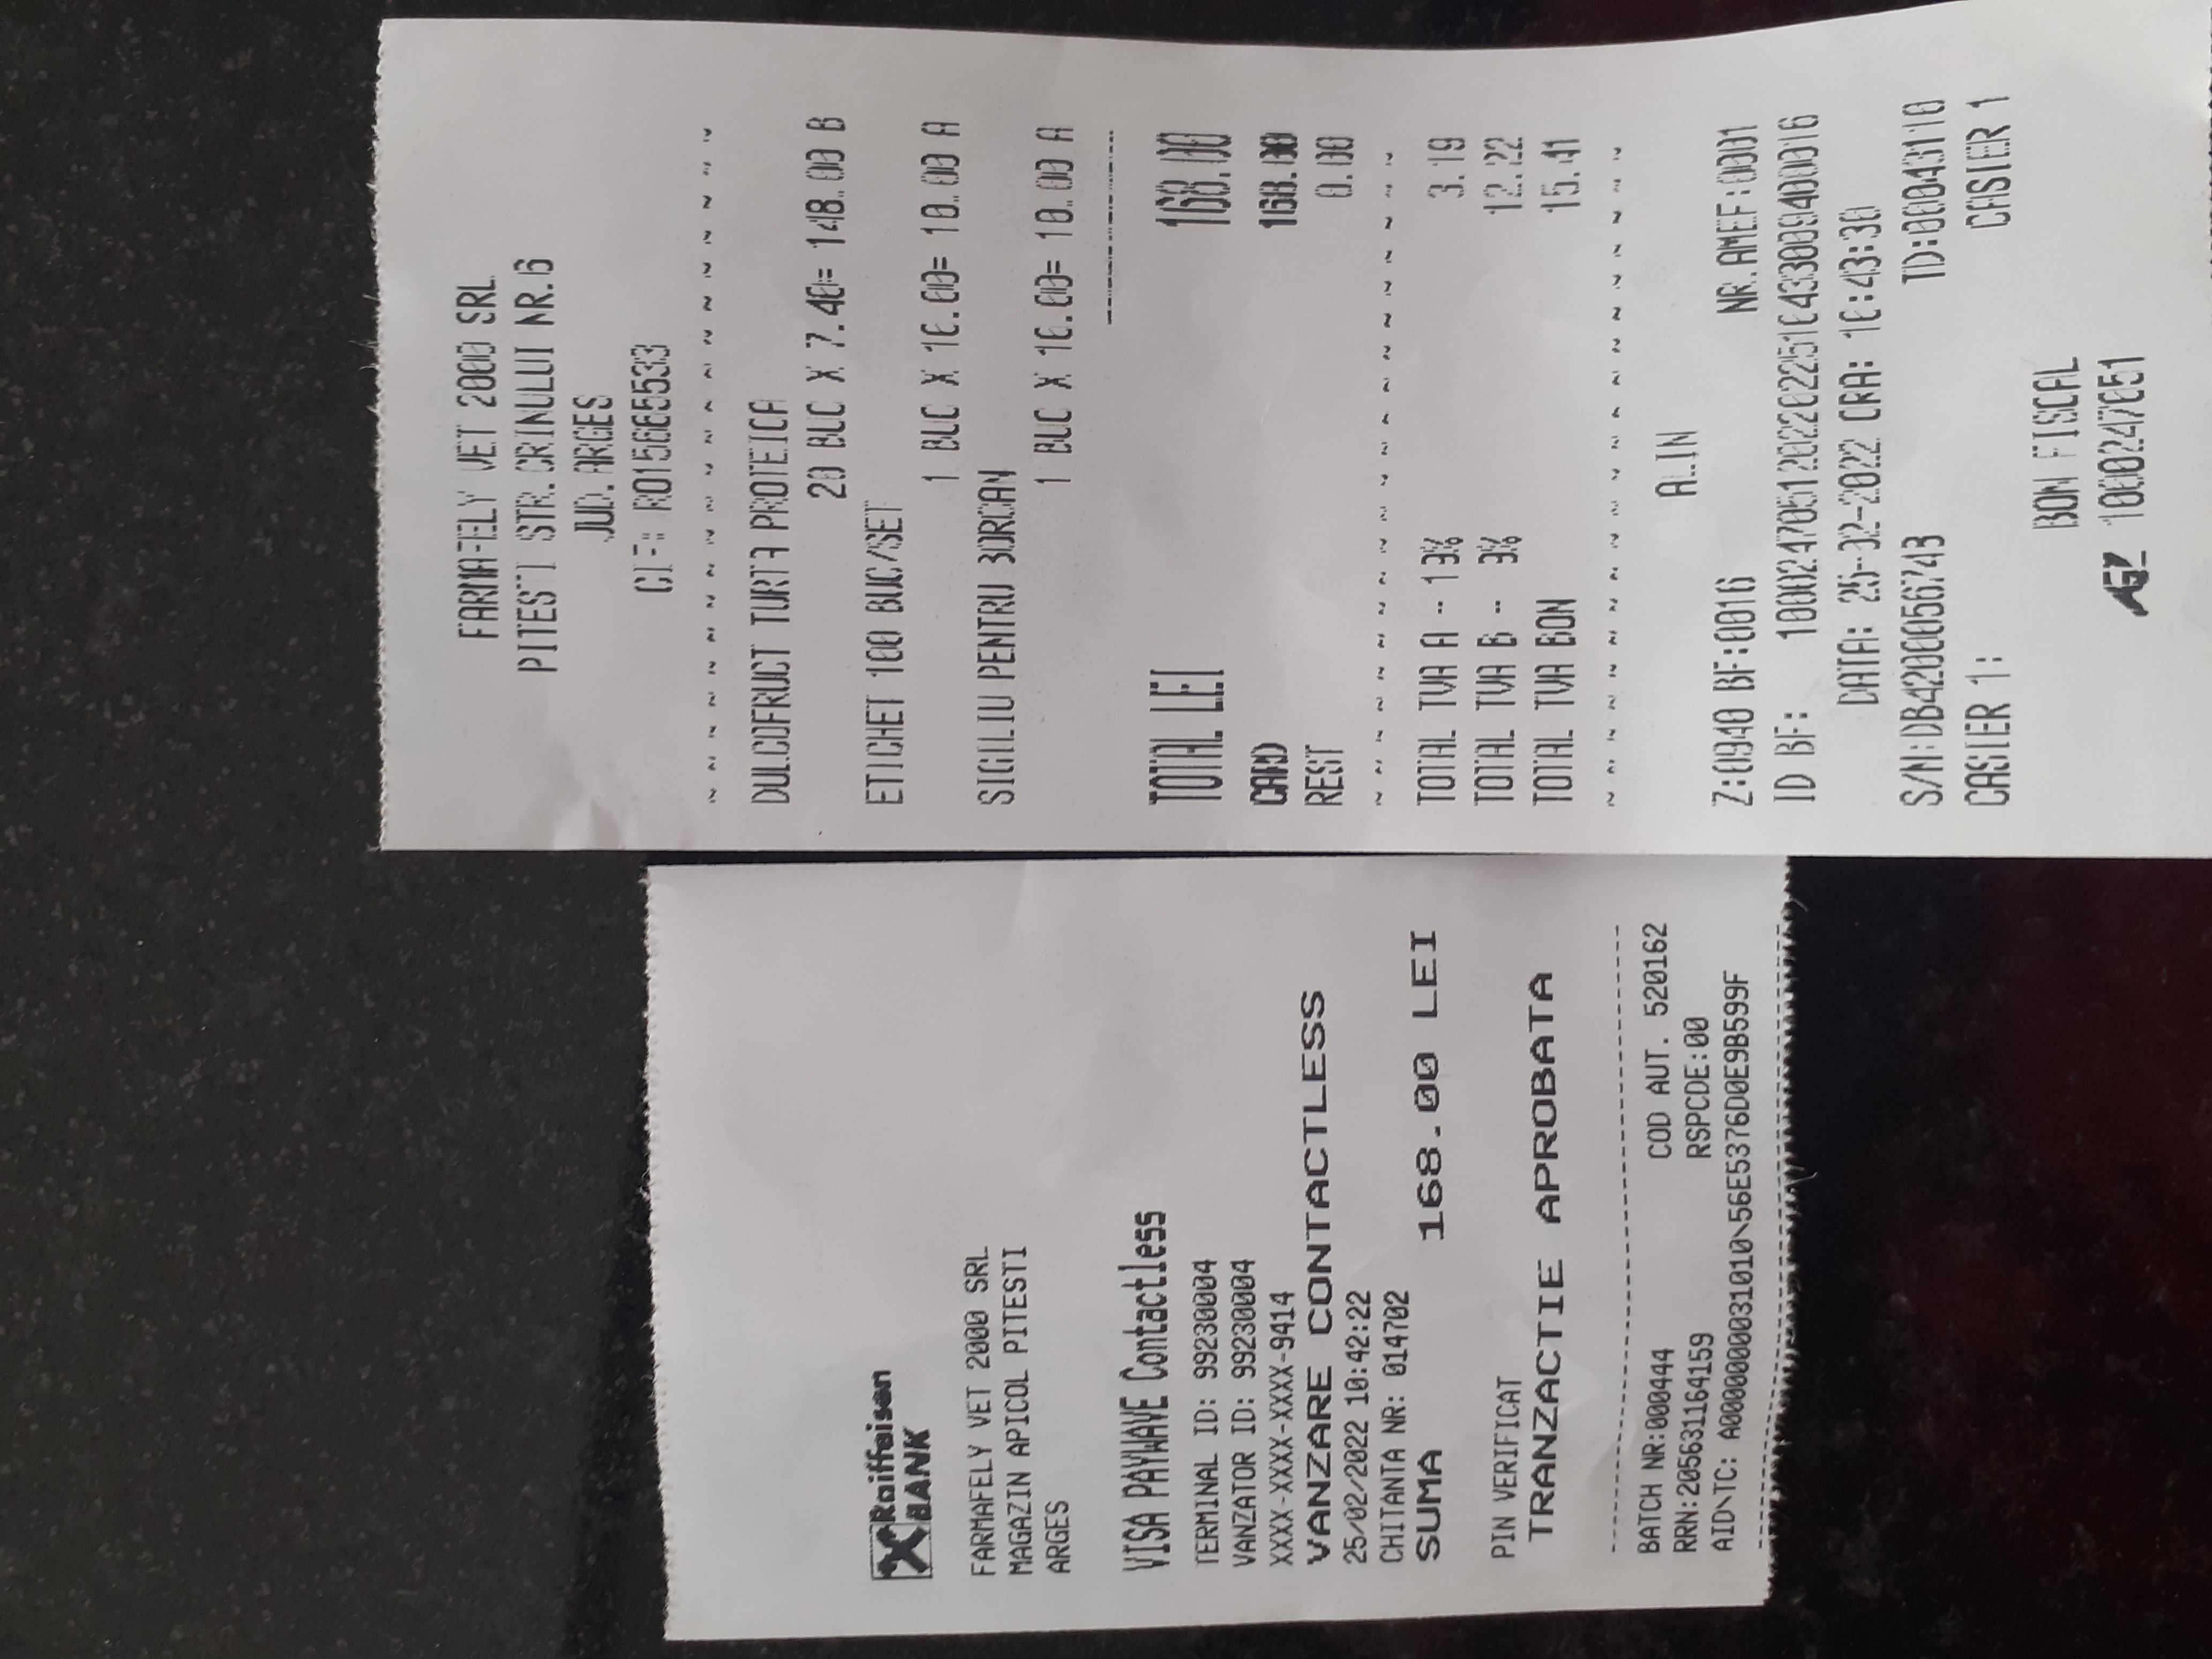 FARMAFELY VET 2000 SRL
PITESTI STR.CRINULUI NR.6
JUD.ARGES
CIF: RO15665533
~ ~ ~ ~ ~ ~ ~ ~ ~ ~ ~ ~ ~ ~ ~ ~ ~ ~
DULCOFRUCT TURTA PROTEICA
20 BUC X 7.40= 148.00 B
ETICHET 100 BUC/SET
1 BUC X 10.00= 10.00 A
SIGILIU PENTRU BORCAN
1 BUC X 10.00= 10.00 A
TOTAL LEI 168.00
CARD 168.00
REST 0.00
~ ~ ~ ~ ~ ~ ~ ~ ~ ~ ~ ~ ~ ~ ~ ~ ~ ~
TOTAL TVA A - 19% 3.19
TOTAL TVA B - 9% 12.22
TOTAL TVA BON 15.41
~ ~ ~ ~ ~ ~ ~ ~ ~ ~ ~ ~ ~ ~ ~ ~ ~ ~
ALIN
Z:0940 BF:0016 NR.AMEF:0001
ID BF:
DATA: 25-02-2022 ORA: 10:43:30
S/N:DB4200056743 TD:00043110
CASIER 1: CASIER 1
BON FISCAL
1000247051
Raiffeisen
BANK
FARMAFELY VET 2000 SRL
MAGAZIN APICOL PITESTI
ARGES
VISA PAYWAVE Contactless
TERMINAL ID: 99230004
VANZATOR ID: 99230004
XXXX-XXXX-XXXX-9414
VANZARE CONTACTLESS
25/02/2022 10:42:22
CHITANTA NR: 014702
SUMA 168.00 LEI
PIN VERIFICAT
TRANZACTIE APROBATA
BATCH NR:000444 COD AUT. 520162
RRN:205631164159 RSPCDE:00
AID\TC: A0000000031010\56E5376D0E9B599F